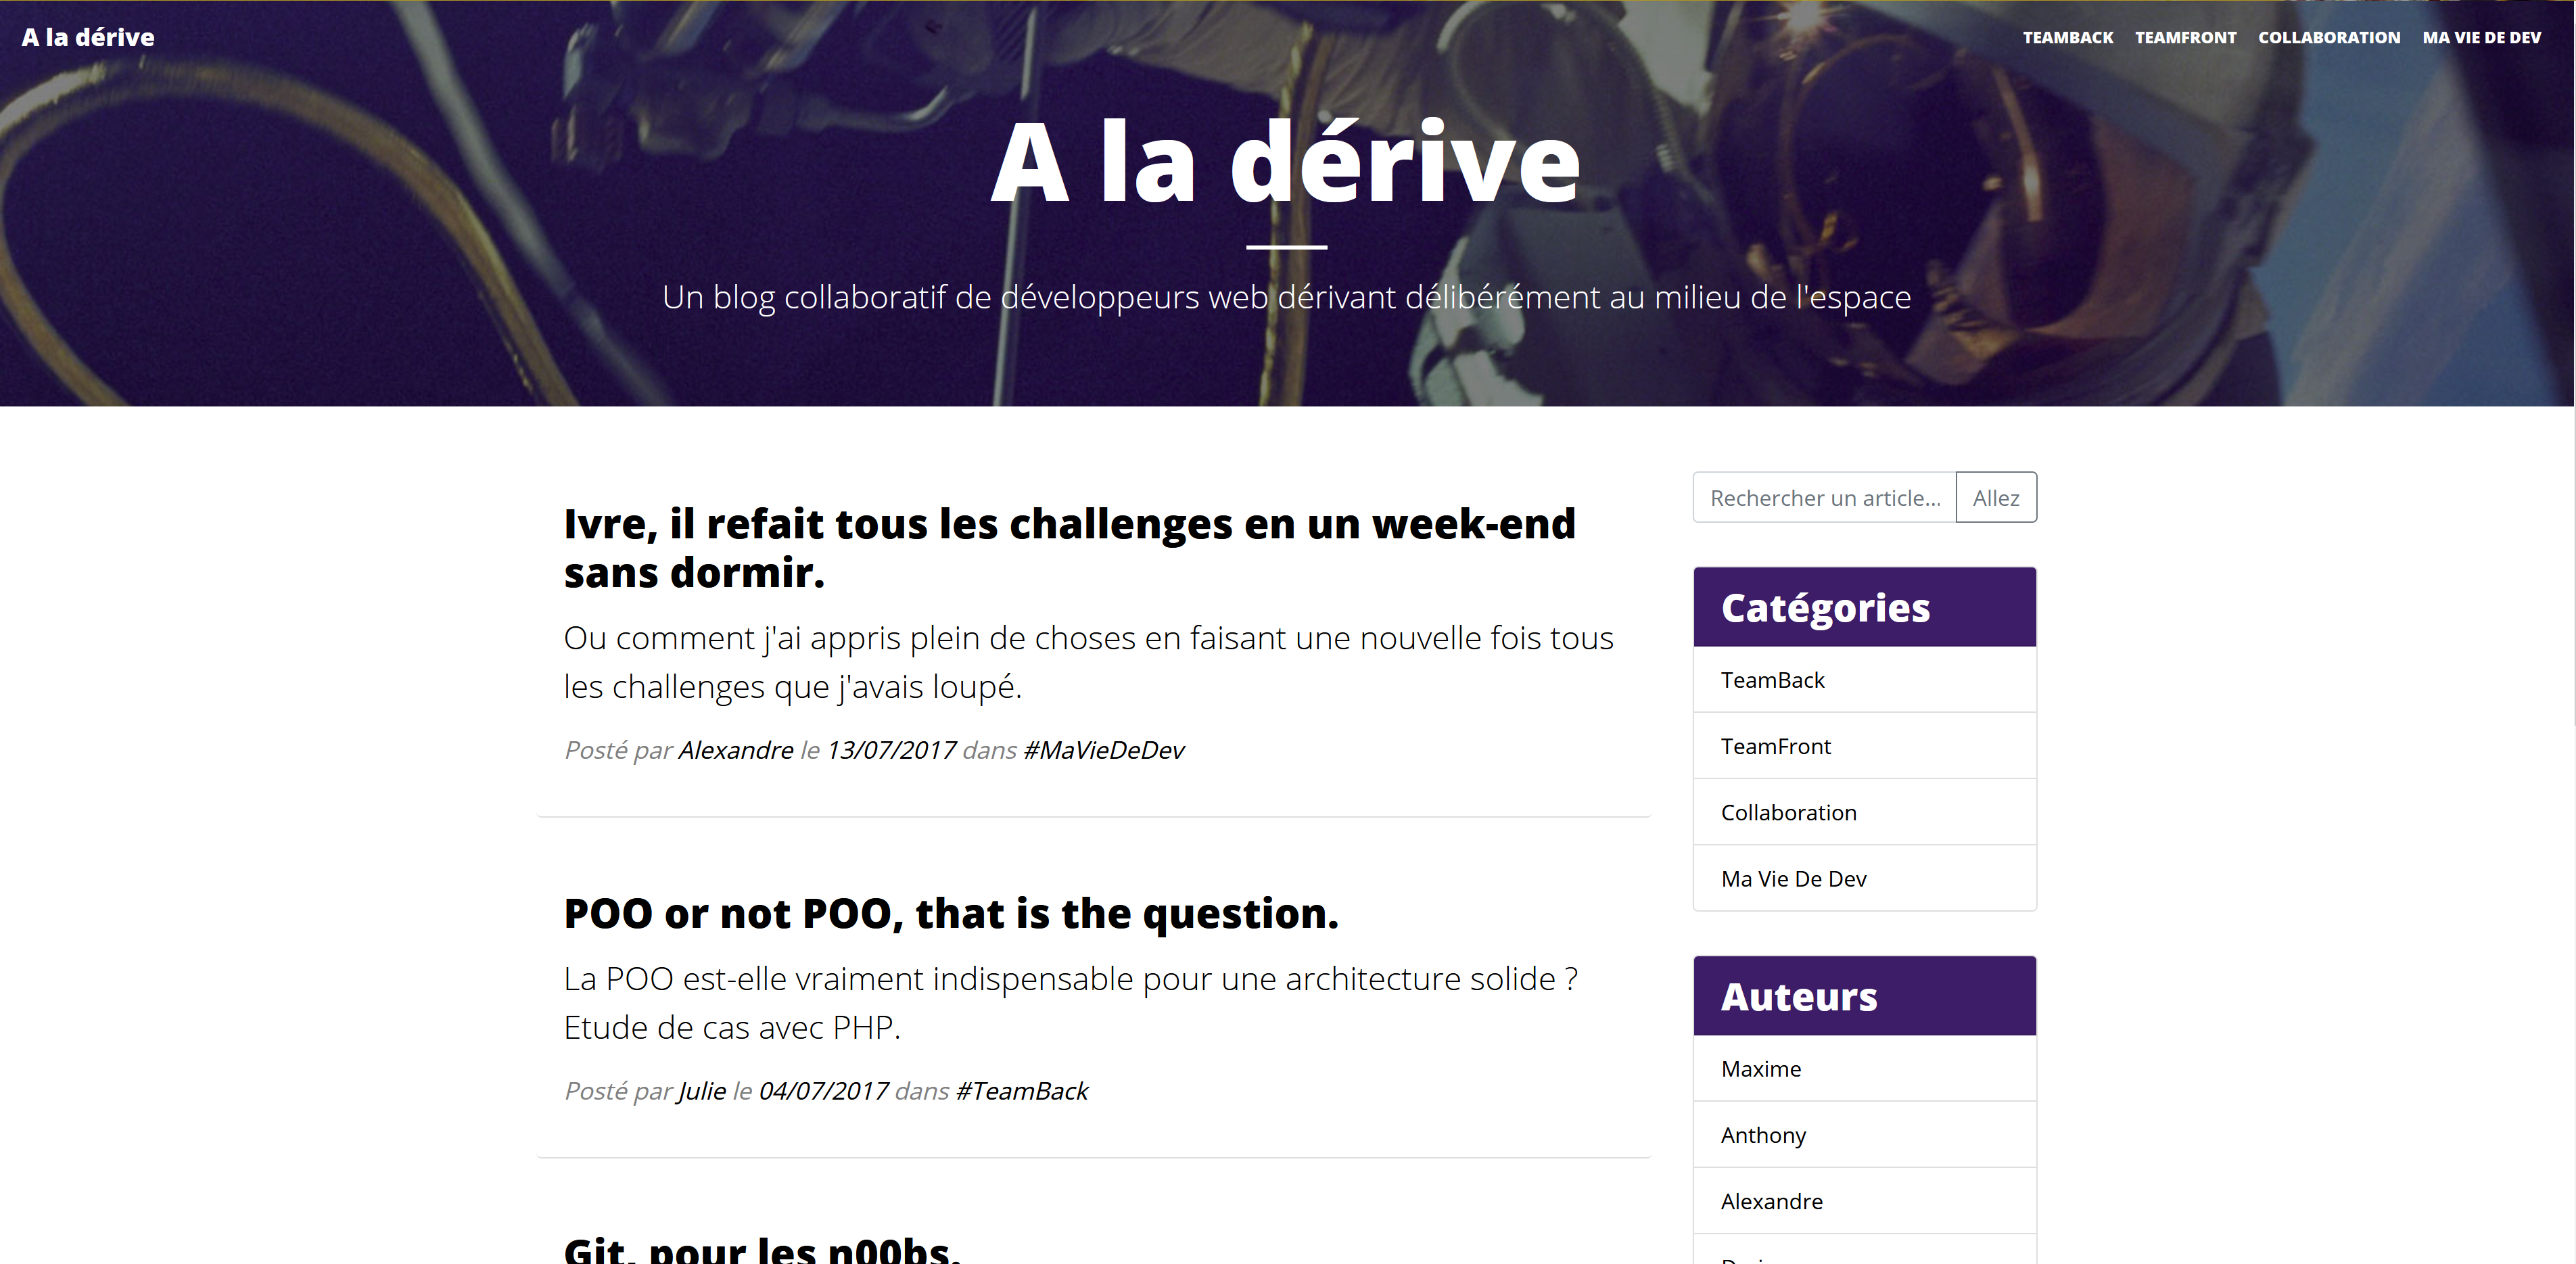 A la dérive
TEAMBACK TEAMFRONT COLLABORATION MA VIE DE DEV
A la dérive
Un blog collaboratif de développeurs web dérivant délibérément au milieu de l'espace
Ivre, il refait tous les challenges en un week-end
sans dormir.
Ou comment j'ai appris plein de choses en faisant une nouvelle fois tous
les challenges que j'avais loupé.
Posté par Alexandre le 13/07/2017 dans #MaVieDeDev
POO or not POO, that is the question.
La POO est-elle vraiment indispensable pour une architecture solide ?
Etude de cas avec PHP.
Posté par Julie le 04/07/2017 dans #TeamBack
Git, pour les n00bs.
Rechercher un article... Allez
Catégories
TeamBack
TeamFront
Collaboration
Ma Vie De Dev
Auteurs
Maxime
Anthony
Alexandre